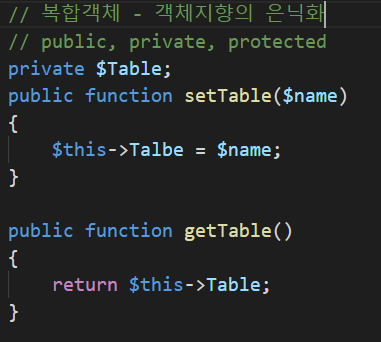 // 복합객체 - 객체지향의 은닉화
// public, private, protected
private $Table;
public function setTable($name)
{
    $this->Talbe = $name;
}
public function getTable()
{
    return $this->Table;
}